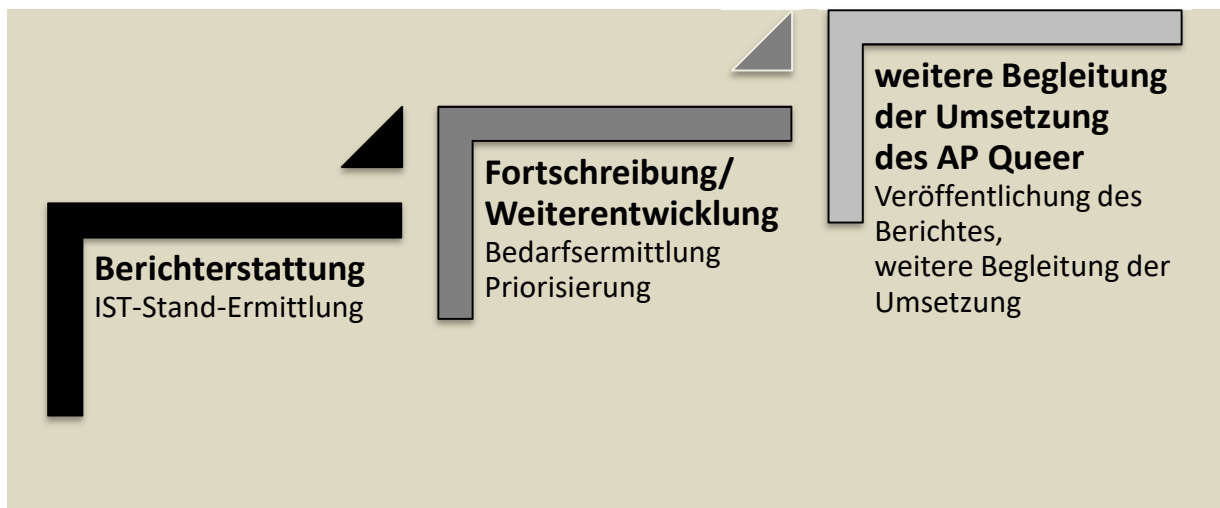 Berichterstattung
IST-Stand-Ermittlung
Fortschreibung/
Weiterentwicklung
Bedarfsermittlung
Priorisierung
weitere Begleitung
der Umsetzung
des AP Queer
Veröffentlichung des
Berichtes,
weitere Begleitung der
Umsetzung